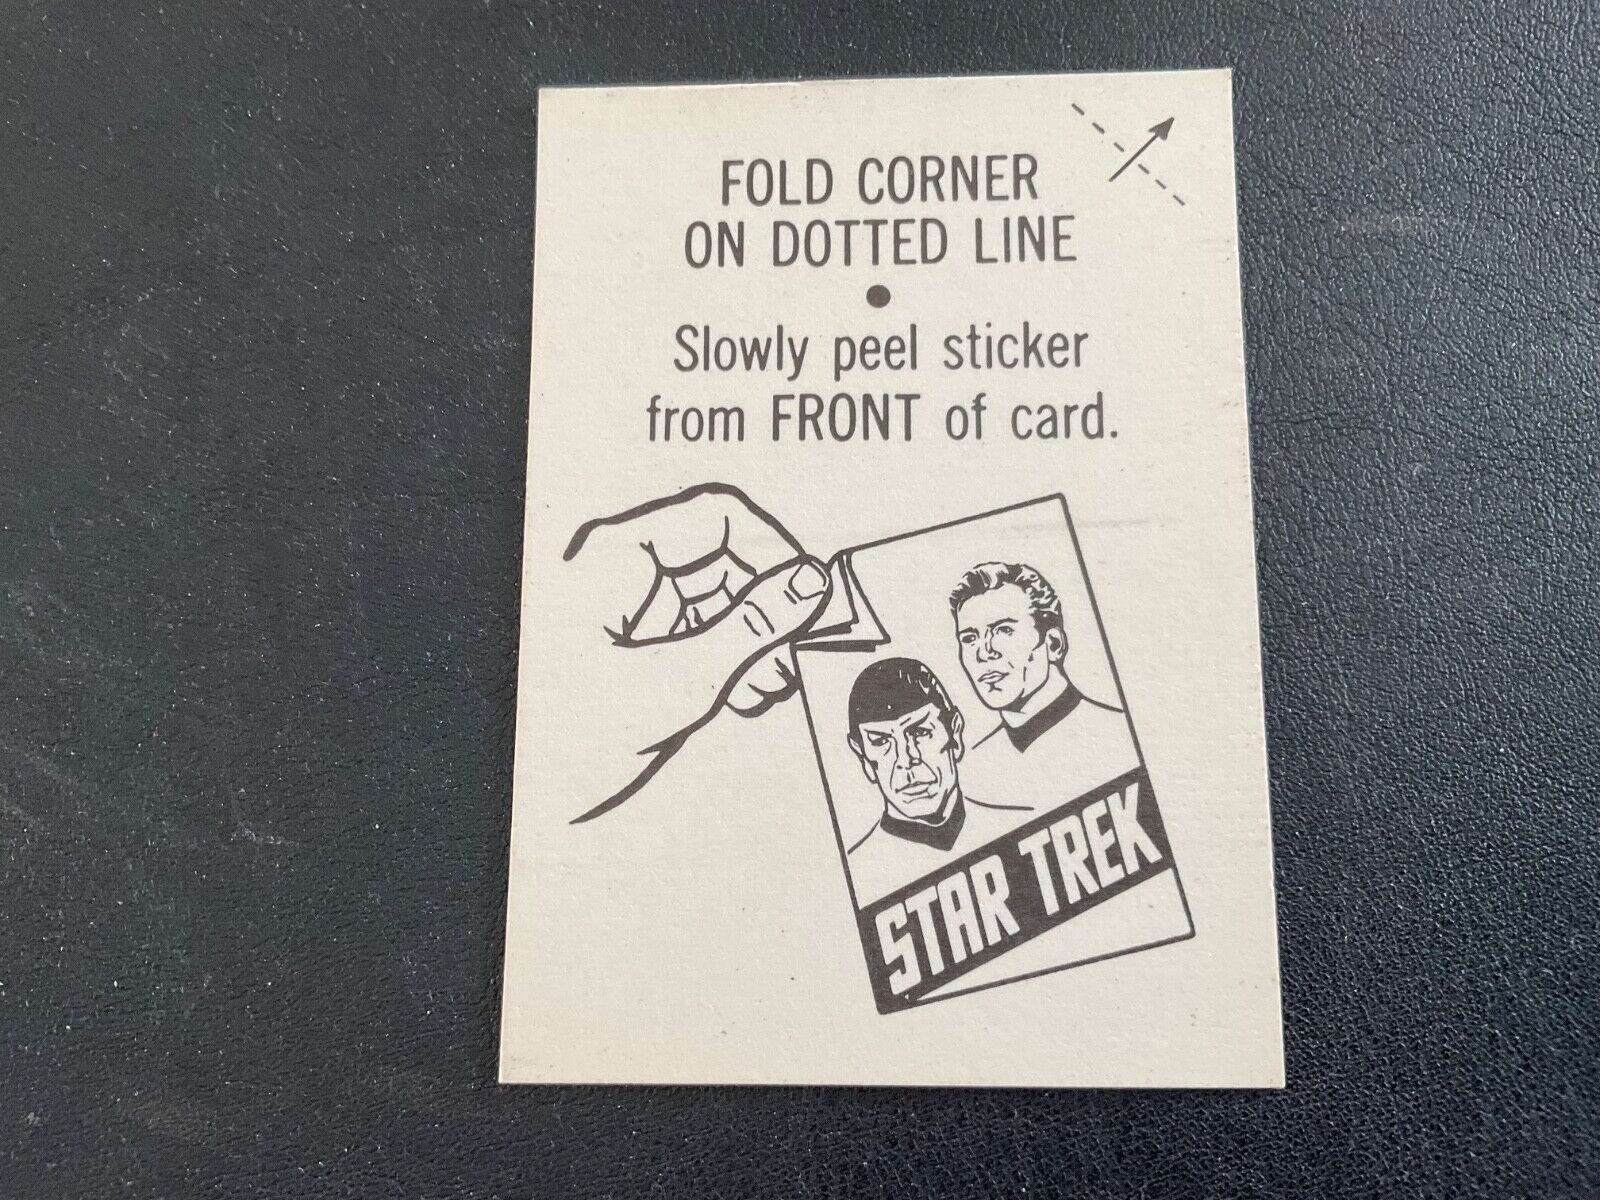 FOLD CORNER
ON DOTTED LINE
•
Slowly peel sticker
from FRONT of card.
STAR TREK